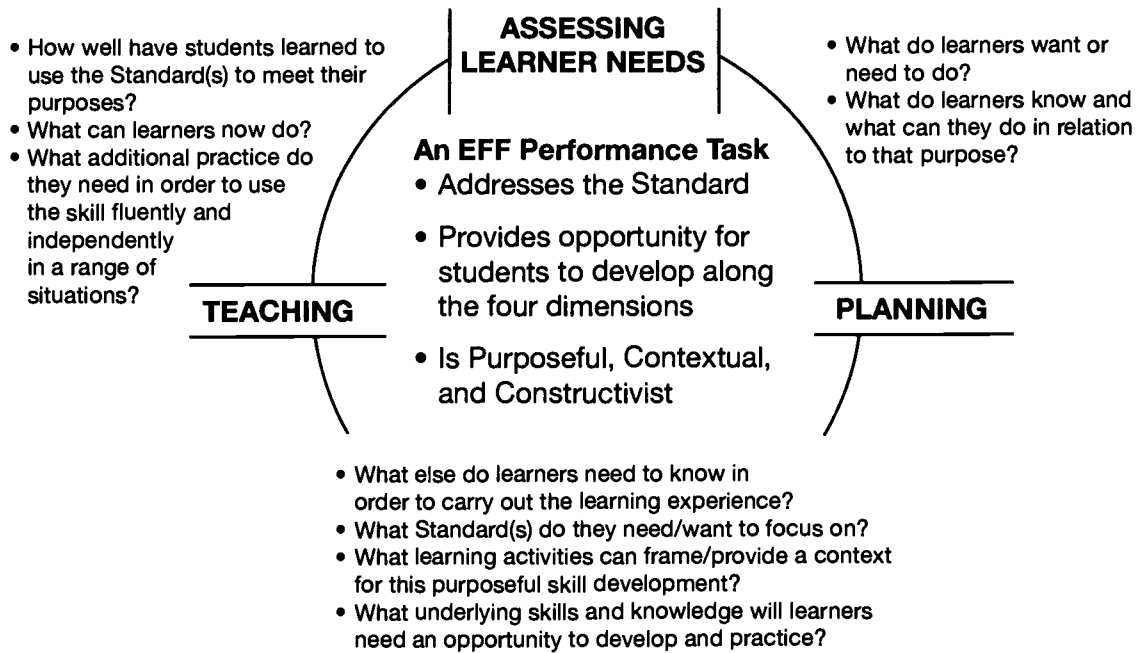 ASSESSING
LEARNER NEEDS
• How well have students learned to
use the Standard(s) to meet their
purposes?
• What can learners now do?
• What additional practice do
they need in order to use
the skill fluently and
independently
in a range of
situations?
• What do learners want or
need to do?
• What do learners know and
what can they do in relation
to that purpose?
An EFF Performance Task
• Addresses the Standard
• Provides opportunity for
students to develop along
the four dimensions
• Is Purposeful, Contextual,
and Constructivist
TEACHING
PLANNING
• What else do learners need to know in
order to carry out the learning experience?
• What Standard(s) do they need/want to focus on?
• What learning activities can frame/provide a context
for this purposeful skill development?
• What underlying skills and knowledge will learners
need an opportunity to develop and practice?